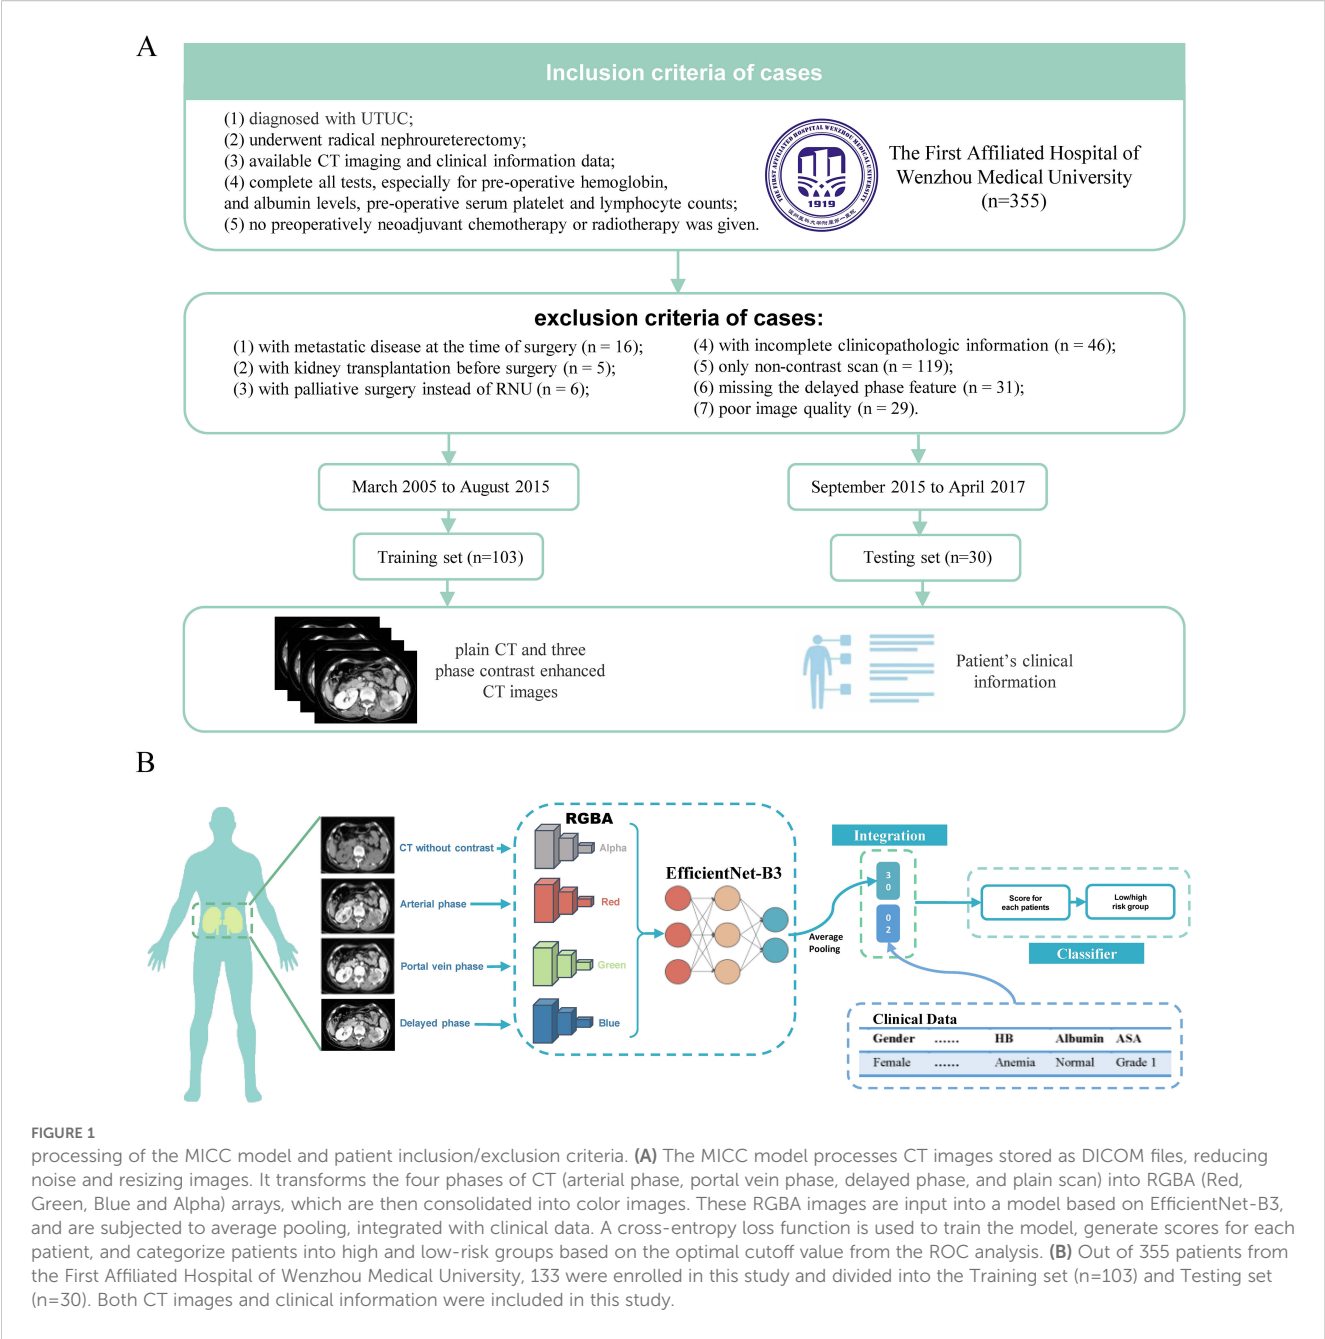 A
Inclusion criteria of cases
(1) diagnosed with UTUC;
(2) underwent radical nephroureterectomy;
(3) available CT imaging and clinical information data;
(4) complete all tests, especially for pre-operative hemoglobin,
and albumin levels, pre-operative serum platelet and lymphocyte counts;
(5) no preoperatively neoadjuvant chemotherapy or radiotherapy was given.
THE FIRST AFFILIATED HOSPITAL WENZHOU MEDICAL UNIVERSITY
1919
The First Affiliated Hospital of
Wenzhou Medical University
(n=355)
exclusion criteria of cases:
(1) with metastatic disease at the time of surgery (n = 16);
(2) with kidney transplantation before surgery (n = 5);
(3) with palliative surgery instead of RNU (n = 6);
(4) with incomplete clinicopathologic information (n = 46);
(5) only non-contrast scan (n = 119);
(6) missing the delayed phase feature (n = 31);
(7) poor image quality (n = 29).
March 2005 to August 2015
September 2015 to April 2017
Training set (n=103)
Testing set (n=30)
plain CT and three
phase contrast enhanced
CT images
Patient's clinical
information
B
CT without contrast
Arterial phase
Portal vein phase
Delayed phase
RGBA
Alpha
Red
Green
Blue
EfficientNet-B3
Average
Pooling
Integration
3
0
0
2
Score for
each patients
Low/high
risk group
Classifier
Clinical Data
Gender ...... HB Albumin ASA
Female ...... Anemia Normal Grade 1
FIGURE 1
processing of the MICC model and patient inclusion/exclusion criteria. (A) The MICC model processes CT images stored as DICOM files, reducing
noise and resizing images. It transforms the four phases of CT (arterial phase, portal vein phase, delayed phase, and plain scan) into RGBA (Red,
Green, Blue and Alpha) arrays, which are then consolidated into color images. These RGBA images are input into a model based on EfficientNet-B3,
and are subjected to average pooling, integrated with clinical data. A cross-entropy loss function is used to train the model, generate scores for each
patient, and categorize patients into high and low-risk groups based on the optimal cutoff value from the ROC analysis. (B) Out of 355 patients from
the First Affiliated Hospital of Wenzhou Medical University, 133 were enrolled in this study and divided into the Training set (n=103) and Testing set
(n=30). Both CT images and clinical information were included in this study.